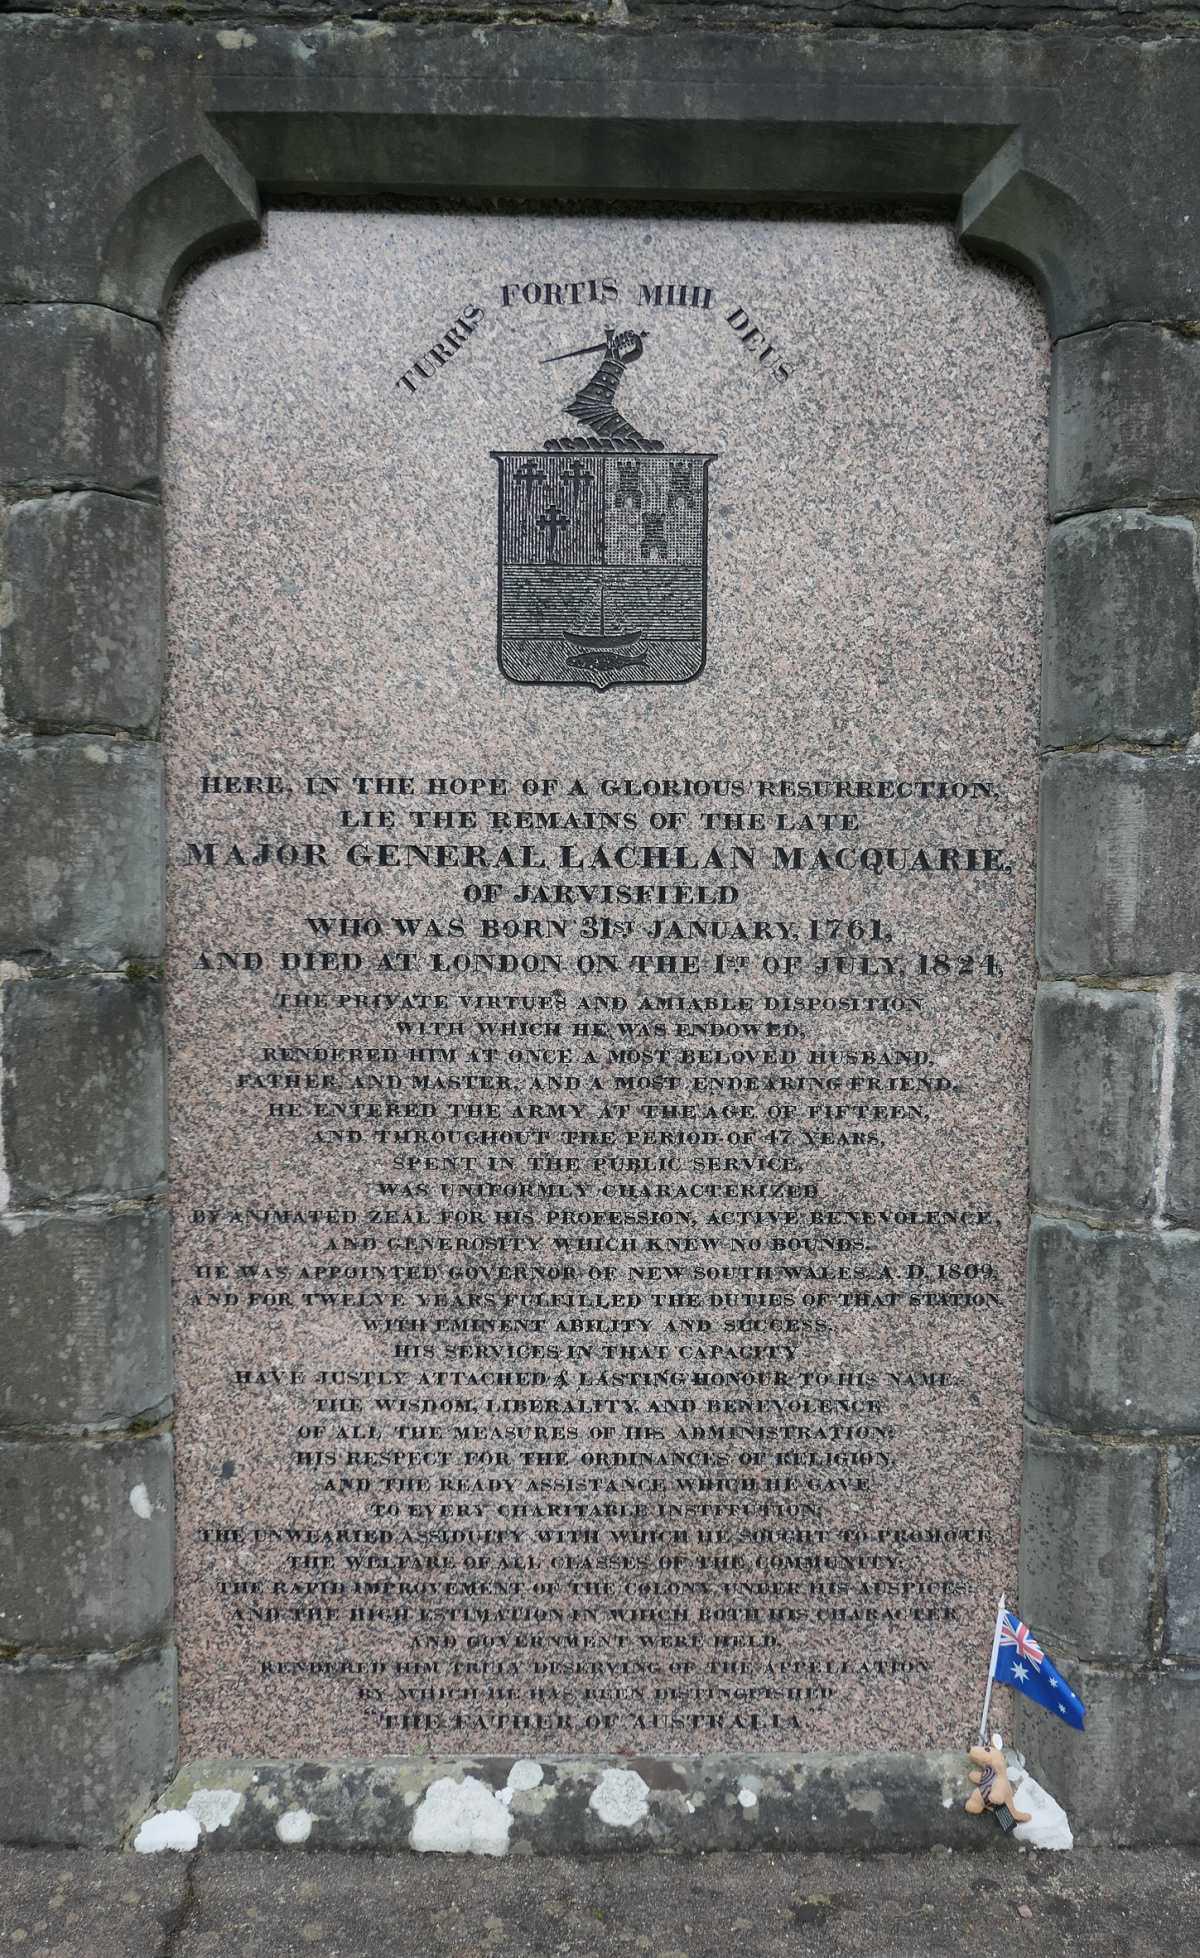 TURRIS FORTIS MIHI DEUS
HERE, IN THE HOPE OF A GLORIOUS RESURRECTION,
LIE THE REMAINS OF THE LATE
MAJOR GENERAL LACHLAN MACQUARIE,
OF JARVISFIELD
WHO WAS BORN 31ST JANUARY, 1761,
AND DIED AT LONDON ON THE 1ST OF JULY, 1824,
THE PRIVATE VIRTUES AND AMIABLE DISPOSITION
WITH WHICH HE WAS ENDOWED,
RENDERED HIM AT ONCE A MOST BELOVED HUSBAND,
FATHER, AND MASTER, AND A MOST ENDEARING FRIEND,
HE ENTERED THE ARMY AT THE AGE OF FIFTEEN,
AND THROUGHOUT THE PERIOD OF 47 YEARS,
SPENT IN THE PUBLIC SERVICE,
WAS UNIFORMLY CHARACTERIZED
BY ANIMATED ZEAL FOR HIS PROFESSION, ACTIVE BENEVOLENCE,
AND GENEROSITY WHICH KNEW NO BOUNDS.
HE WAS APPOINTED GOVERNOR OF NEW SOUTH WALES, A.D. 1809,
AND FOR TWELVE YEARS FULFILLED THE DUTIES OF THAT STATION
WITH EMINENT ABILITY AND SUCCESS.
HIS SERVICES IN THAT CAPACITY
HAVE JUSTLY ATTACHED A LASTING HONOUR TO HIS NAME.
THE WISDOM, LIBERALITY, AND BENEVOLENCE
OF ALL THE MEASURES OF HIS ADMINISTRATION;
HIS RESPECT FOR THE ORDINANCES OF RELIGION,
AND THE READY ASSISTANCE WHICH HE GAVE
TO EVERY CHARITABLE INSTITUTION;
THE UNWEARIED ASSIDUITY WITH WHICH HE SOUGHT TO PROMOTE
THE WELFARE OF ALL CLASSES OF THE COMMUNITY;
THE RAPID IMPROVEMENT OF THE COLONY, UNDER HIS AUSPICES;
AND THE HIGH ESTIMATION IN WHICH BOTH HIS CHARACTER
AND GOVERNMENT WERE HELD,
RENDERED HIM TRULY DESERVING OF THE APPELLATION
BY WHICH HE HAS BEEN DISTINGUISHED
"THE FATHER OF AUSTRALIA."